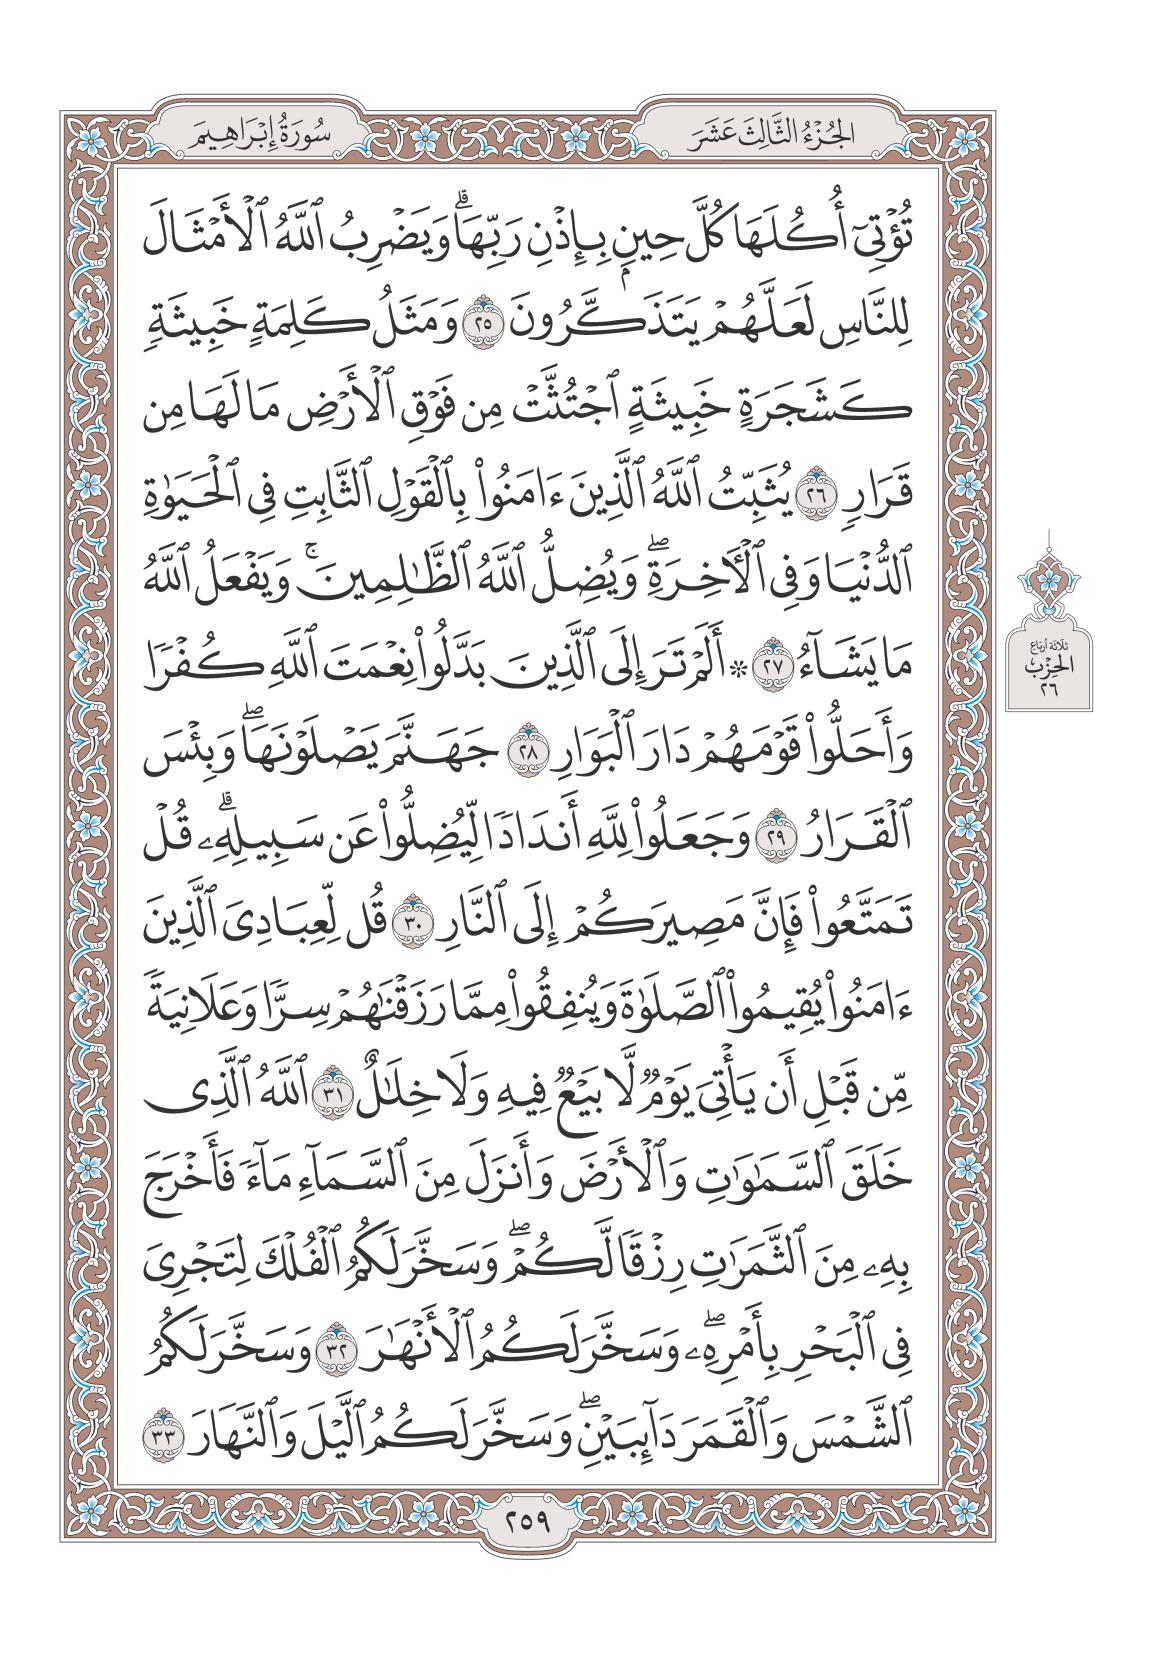 الجُزْءُ الثَّالِثَ عَشَرَ
سُورَةُ إِبْرَاهِيمَ
تُؤْتِىٓ أُكُلَهَا كُلَّ حِينٍۭ بِإِذْنِ رَبِّهَاۗ وَيَضْرِبُ ٱللَّهُ ٱلْأَمْثَالَ
لِلنَّاسِ لَعَلَّهُمْ يَتَذَكَّرُونَ ٢٥ وَمَثَلُ كَلِمَةٍ خَبِيثَةٍ
كَشَجَرَةٍ خَبِيثَةٍ ٱجْتُثَّتْ مِن فَوْقِ ٱلْأَرْضِ مَا لَهَا مِن
قَرَارٍ ٢٦ يُثَبِّتُ ٱللَّهُ ٱلَّذِينَ ءَامَنُوا۟ بِٱلْقَوْلِ ٱلثَّابِتِ فِى ٱلْحَيَوٰةِ
ٱلدُّنْيَا وَفِى ٱلْأَخِرَةِۖ وَيُضِلُّ ٱللَّهُ ٱلظَّٰلِمِينَۚ وَيَفْعَلُ ٱللَّهُ
مَا يَشَآءُ ٢٧ ۞ أَلَمْ تَرَ إِلَى ٱلَّذِينَ بَدَّلُوا۟ نِعْمَتَ ٱللَّهِ كُفْرًا
وَأَحَلُّوا۟ قَوْمَهُمْ دَارَ ٱلْبَوَارِ ٢٨ جَهَنَّمَ يَصْلَوْنَهَاۖ وَبِئْسَ
ٱلْقَرَارُ ٢٩ وَجَعَلُوا۟ لِلَّهِ أَندَادًا لِّيُضِلُّوا۟ عَن سَبِيلِهِۦۗ قُلْ
تَمَتَّعُوا۟ فَإِنَّ مَصِيرَكُمْ إِلَى ٱلنَّارِ ٣٠ قُل لِّعِبَادِىَ ٱلَّذِينَ
ءَامَنُوا۟ يُقِيمُوا۟ ٱلصَّلَوٰةَ وَيُنفِقُوا۟ مِمَّا رَزَقْنَٰهُمْ سِرًّا وَعَلَانِيَةً
مِّن قَبْلِ أَن يَأْتِىَ يَوْمٌ لَّا بَيْعٌ فِيهِ وَلَا خِلَٰلٌ ٣١ ٱللَّهُ ٱلَّذِى
خَلَقَ ٱلسَّمَٰوَٰتِ وَٱلْأَرْضَ وَأَنزَلَ مِنَ ٱلسَّمَآءِ مَآءً فَأَخْرَجَ
بِهِۦ مِنَ ٱلثَّمَرَٰتِ رِزْقًا لَّكُمْۖ وَسَخَّرَ لَكُمُ ٱلْفُلْكَ لِتَجْرِىَ
فِى ٱلْبَحْرِ بِأَمْرِهِۦۖ وَسَخَّرَ لَكُمُ ٱلْأَنْهَٰرَ ٣٢ وَسَخَّرَ لَكُمُ
ٱلشَّمْسَ وَٱلْقَمَرَ دَآئِبَيْنِۖ وَسَخَّرَ لَكُمُ ٱلَّيْلَ وَٱلنَّهَارَ ٣٣
ثلاثة أرباع
الحِزْب
٢٦
٢٥٩